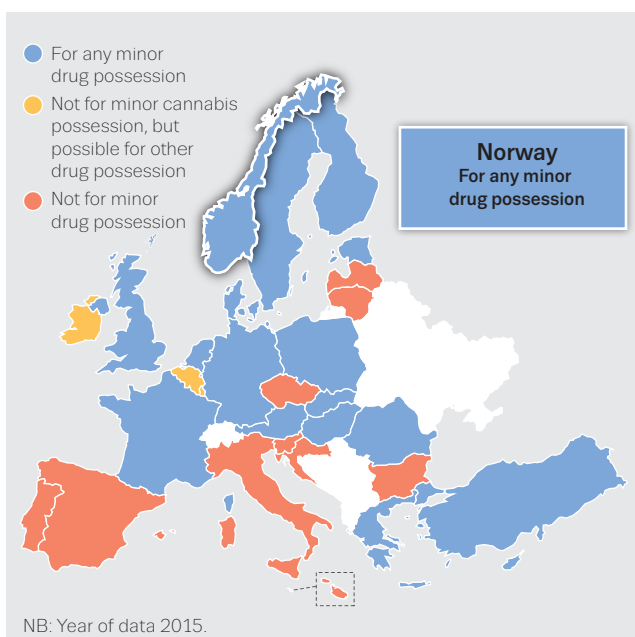 For any minor
drug possession
Not for minor cannabis
possession, but
possible for other
drug possession
Not for minor
drug possession
Norway
For any minor
drug possession
NB: Year of data 2015.